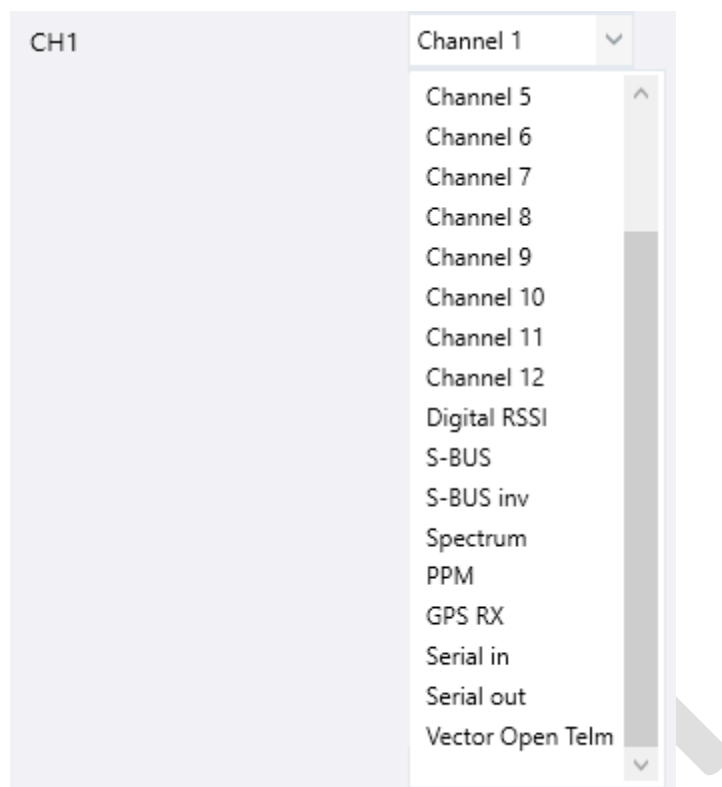 CH1 Channel 1
Channel 5
Channel 6
Channel 7
Channel 8
Channel 9
Channel 10
Channel 11
Channel 12
Digital RSSI
S-BUS
S-BUS inv
Spectrum
PPM
GPS RX
Serial in
Serial out
Vector Open Telm